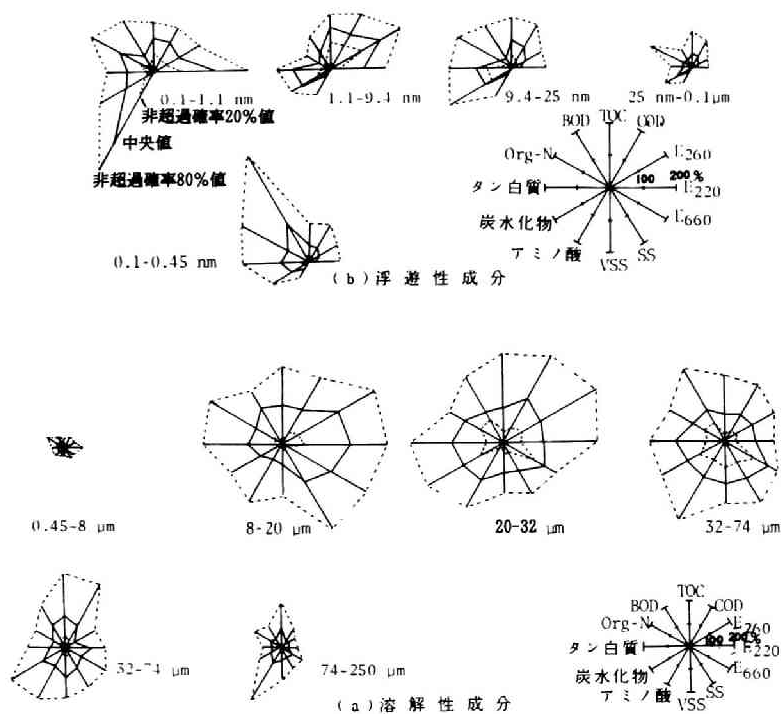 0.1-1.1 nm
1.1-9.4 nm
9.4-25 nm
25 nm-0.1μm
非超過確率20%値
中央値
非超過確率80%値
TOC
BOD
COD
Org-N
E260
タン白質
100 200 %
E220
炭水化物
E660
アミノ酸
SS
VSS
0.1-0.45 nm
(b)浮遊性成分
0.45-8 μm
8-20 μm
20-32 μm
32-74 μm
TOC
BOD
COD
Org-N
E260
100 200 %
タン白質
E220
炭水化物
E660
アミノ酸
SS
VSS
32-74 μm
74-250 μm
(a)溶解性成分